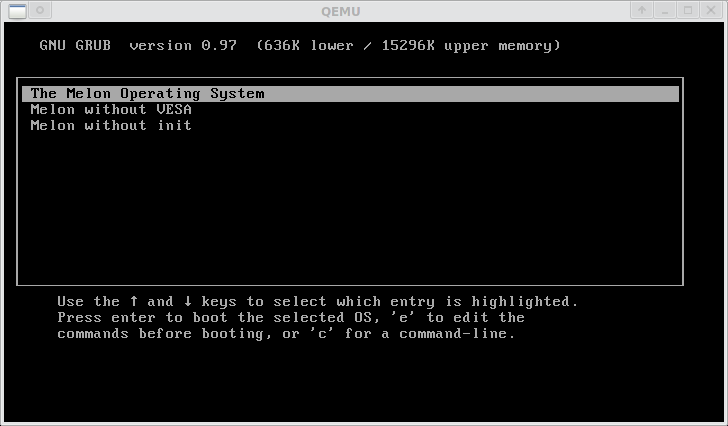 QEMU
GNU GRUB version 0.97 (636K lower / 15296K upper memory)
The Melon Operating System
Melon without VESA
Melon without init
Use the ↑ and ↓ keys to select which entry is highlighted.
Press enter to boot the selected OS, 'e' to edit the
commands before booting, or 'c' for a command-line.